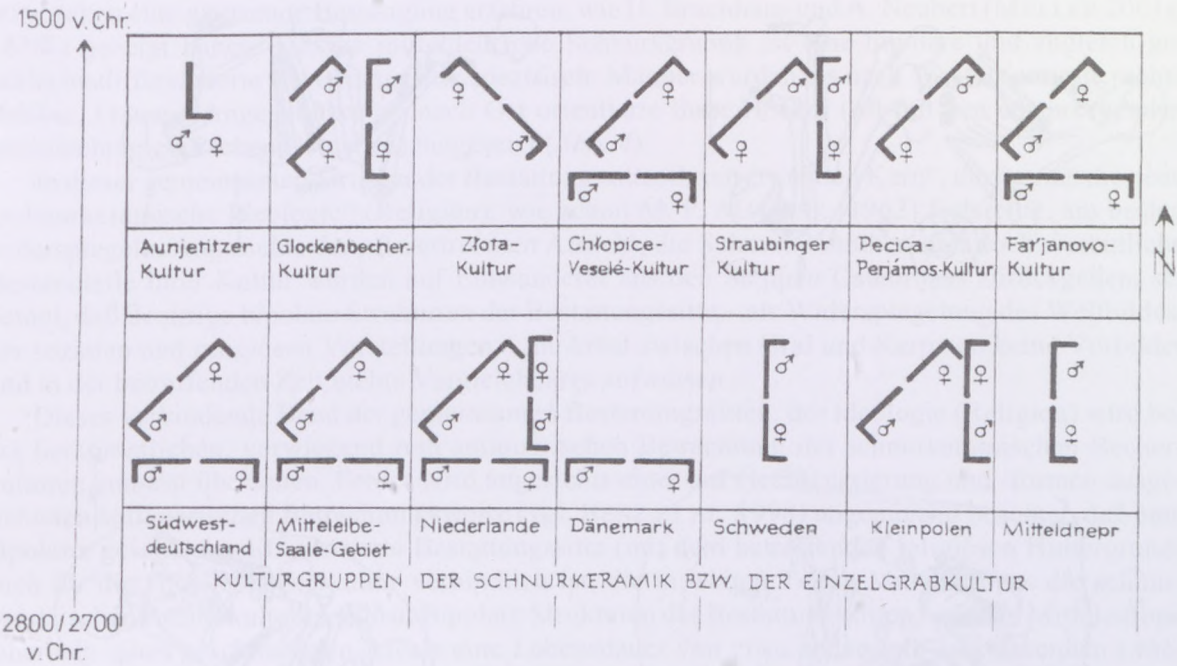 1500 v. Chr.
♂ ♀
♂ ♂
♀ ♀
♀
♂
♀
♂
♂ ♀
♂ ♂
♀ ♀
♂
♀
♀
♂
♂ ♀
Aunjetitzer
Kultur
Glockenbecher-
Kultur
Złota-
Kultur
Chłopice-
Veselé-Kultur
Straubinger
Kultur
Pecica-
Perjámos-Kultur
Fat'janovo-
Kultur
N
♀
♂
♂ ♀
♀
♂
♂ ♀
♀ ♀
♂ ♂
♂ ♀
♂ ♀
♂
♀
♀ ♀
♂ ♂
♂
♀
Südwest-
deutschland
Mittelelbe-
Saale-Gebiet
Niederlande
Dänemark
Schweden
Kleinpolen
Mitteldnepr
KULTURGRUPPEN DER SCHNURKERAMIK BZW. DER EINZELGRABKULTUR
2800/2700
v. Chr.